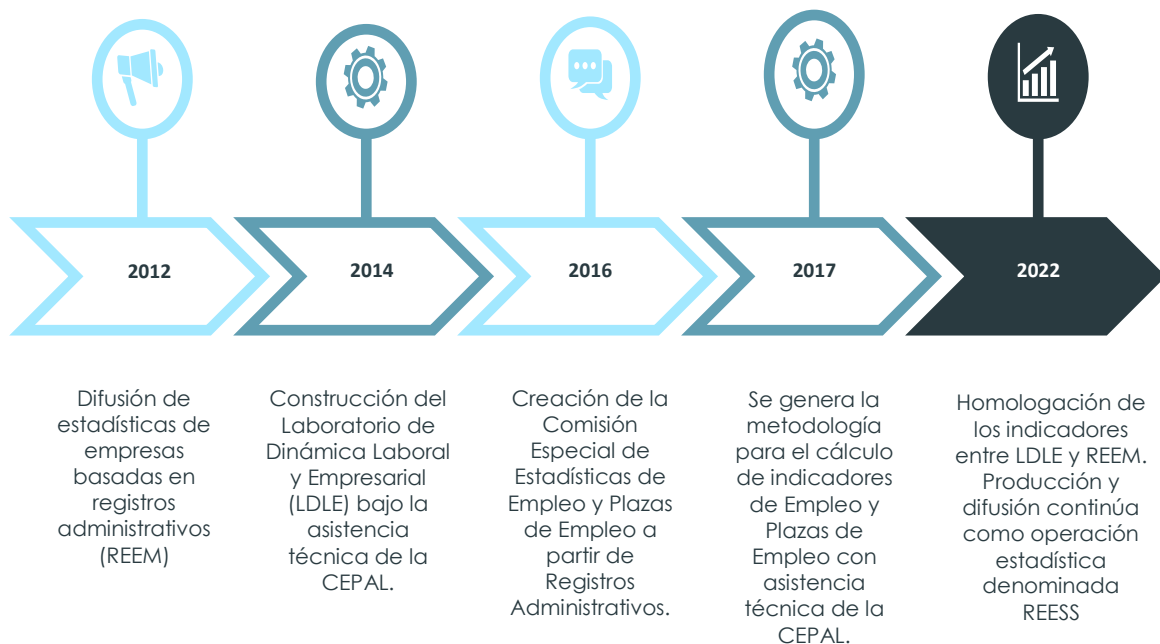 2012
2014
2016
2017
2022
Difusión de
estadísticas de
empresas
basadas en
registros
administrativos
(REEM)
Construcción del
Laboratorio de
Dinámica Laboral
y Empresarial
(LDLE) bajo la
asistencia
técnica de la
CEPAL.
Creación de la
Comisión
Especial de
Estadísticas de
Empleo y Plazas
de Empleo a
partir de
Registros
Administrativos.
Se genera la
metodología
para el cálculo
de indicadores
de Empleo y
Plazas de
Empleo con
asistencia
técnica de la
CEPAL.
Homologación de
los indicadores
entre LDLE y REEM.
Producción y
difusión continúa
como operación
estadística
denominada
REESS